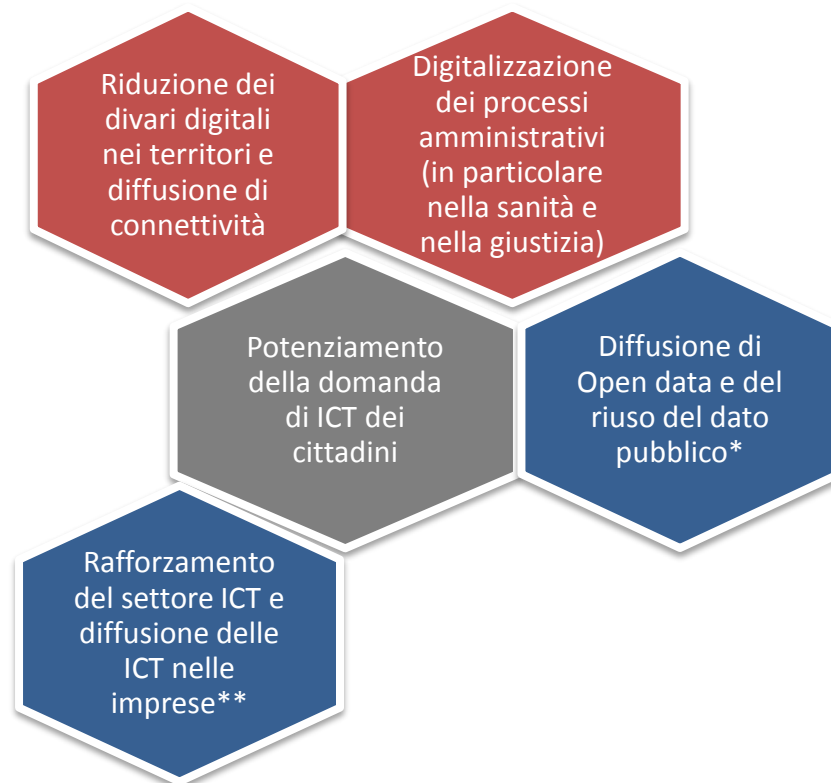 Riduzione dei
divari digitali
nei territori e
diffusione di
connettività
Digitalizzazione
dei processi
amministrativi
(in particolare
nella sanità e
nella giustizia)
Potenziamento
della domanda
di ICT dei
cittadini
Diffusione di
Open data e del
riuso del dato
pubblico*
Rafforzamento
del settore ICT e
diffusione delle
ICT nelle
imprese**